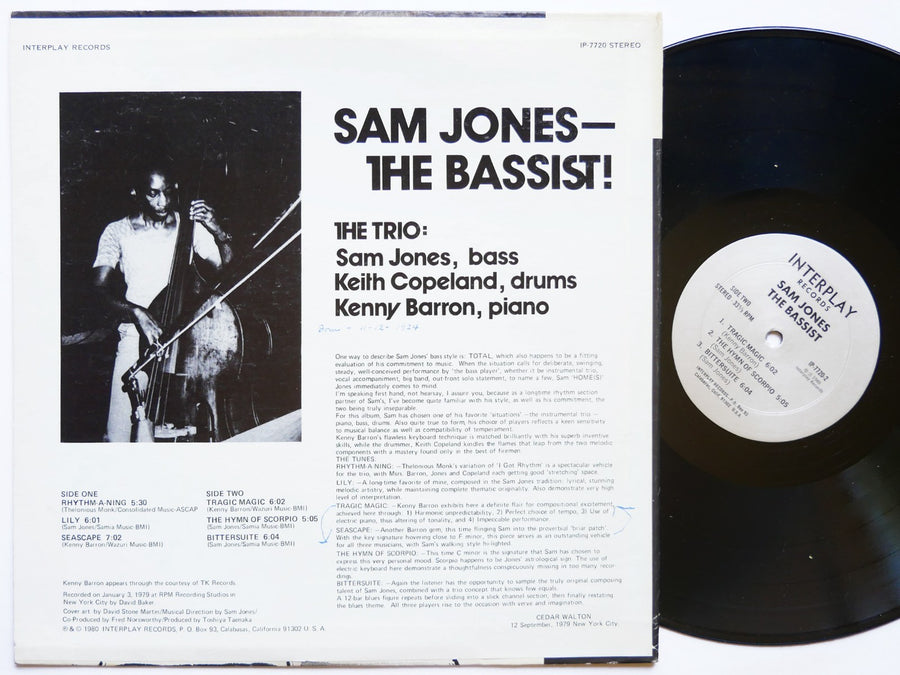 INTERPLAY RECORDS
IP-7720 STEREO
SAM JONES—
THE BASSIST!
THE TRIO:
Sam Jones, bass
Keith Copeland, drums
Kenny Barron, piano
Born - 11-12-1924
One way to describe Sam Jones' bass style is: TOTAL, which also happens to be a fitting
evaluation of his commitment to music. When the situation calls for deliberate, swinging,
steady, well-conceived performance by 'the bass player', whether it be instrumental trio,
vocal accompaniment, big band, out-front solo statement, to name a few, Sam 'HOMES'
Jones immediately comes to mind.
I'm speaking first hand, not hearsay, I assure you, because as a longtime rhythm section
partner of Sam's, I've become quite familiar with his style, as well as his commitment, the
two being truly inseparable.
For this album, Sam has chosen one of his favorite 'situations' —the instrumental trio —
piano, bass, drums. Also quite true to form, his choice of players reflects a keen sensitivity
to musical balance as well as compatibility of temperament.
Kenny Barron's flawless keyboard technique is matched brilliantly with his superb inventive
skills, while the drummer, Keith Copeland kindles the flames that leap from the two melodic
components with a mastery found only in the best of firemen.
THE TUNES:
RHYTHM-A-NING: —Thelonious Monk's variation of 'I Got Rhythm' is a spectacular vehicle
for the trio, with Msrs. Barron, Jones and Copeland each getting good 'stretching' space.
LILY: —A long time favorite of mine, composed in the Sam Jones tradition: lyrical, stunning
melodic artistry, while maintaining complete thematic originality. Also demonstrate very high
level of interpretation.
TRAGIC MAGIC: —Kenny Barron exhibits here a definite flair for compositional excitement,
achieved here through: 1) Harmonic unpredictability, 2) Perfect choice of tempo, 3) Use of
electric piano, thus altering of tonality, and 4) Impeccable performance.
SEASCAPE: —Another Barron gem, this time flinging Sam into the proverbial 'briar patch'.
With the key signature hovering close to F minor, this piece serves as an outstanding vehicle
for all three musicians, with Sam's walking style hi-lighted.
THE HYMN OF SCORPIO: —This time C minor is the signature that Sam has chosen to
express this very personal mood. Scorpio happens to be Jones' astrological sign. The use of
electric keyboard here demonstrate a thoughtfulness conspicuously missing in too many recor-
dings.
BITTERSUITE: —Again the listener has the opportunity to sample the truly original composing
talent of Sam Jones, combined with a trio concept that knows few equals.
A 12-bar blues figure repeats before sliding into a slick channel section, then finally restating
the blues theme. All three players rise to the occasion with verve and imagination.
CEDAR WALTON
12 September, 1979 New York City
SIDE ONE
RHYTHM-A-NING 5:30
(Thelonious Monk/Consolidated Music-ASCAP
LILY 6:01
(Sam Jones/Samia Music-BMI)
SEASCAPE 7:02
(Kenny Barron/Wazuri Music-BMI)
SIDE TWO
TRAGIC MAGIC 6:02
(Kenny Barron/Wazuri Music-BMI)
THE HYMN OF SCORPIO 5:05
(Sam Jones/Samia Music-BMI)
BITTERSUITE 6:04
(Sam Jones/Samia Music-BMI)
Kenny Barron appears through the courtesy of TK Records
Recorded on January 3, 1979 at RPM Recording Studios in
New York City by David Baker
Cover art by David Stone Martin/Musical Direction by Sam Jones/
Co-Produced by Fred Norsworthy/Produced by Toshiya Taenaka
℗ & © 1980 INTERPLAY RECORDS, P. O. Box 93, Calabasas, California 91302-U. S. A.
INTERPLAY
RECORDS
SAM JONES
THE BASSIST
SIDE TWO
STEREO 33⅓ RPM
IP-7720-2
1. TRAGIC MAGIC 6:02
(Kenny Barron)
2. THE HYMN OF SCORPIO 5:05
(Sam Jones)
3. BITTERSUITE 6:04
(Sam Jones)